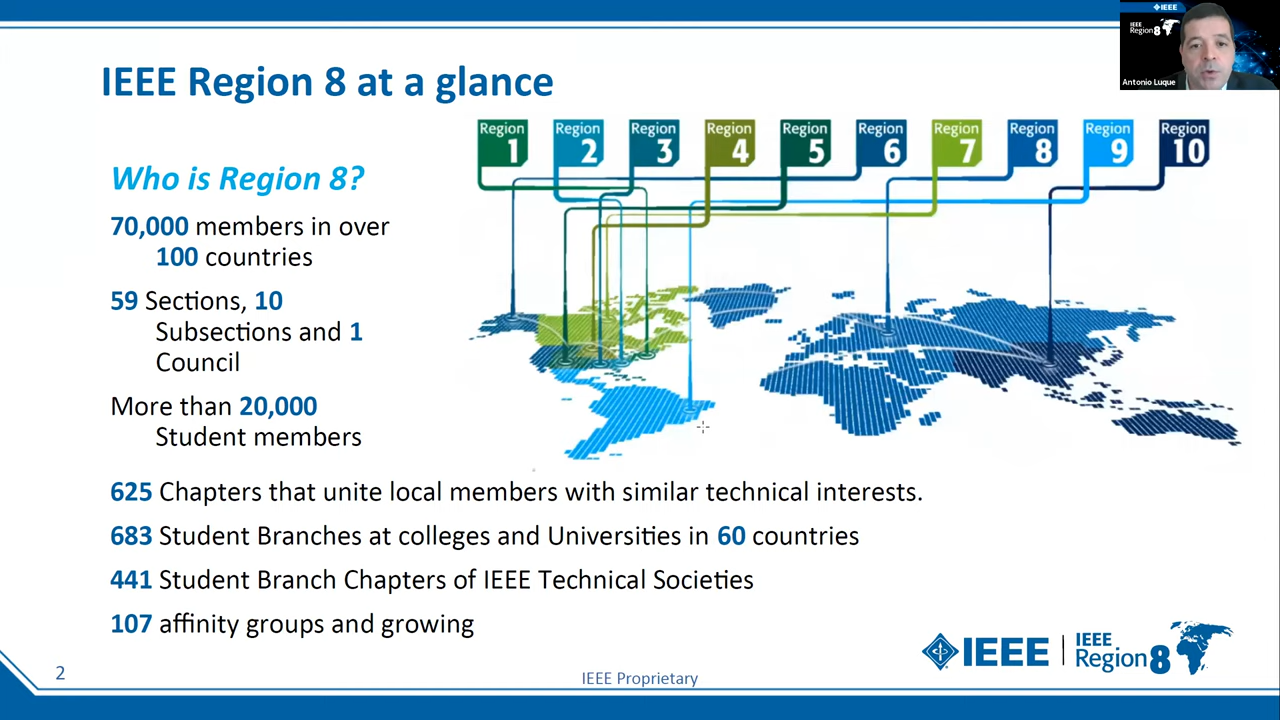 IEEE
IEEE
Region 8
Antonio Luque
IEEE Region 8 at a glance
Region 1
Region 2
Region 3
Region 4
Region 5
Region 6
Region 7
Region 8
Region 9
Region 10
Who is Region 8?
70,000 members in over
100 countries
59 Sections, 10
Subsections and 1
Council
More than 20,000
Student members
625 Chapters that unite local members with similar technical interests.
683 Student Branches at colleges and Universities in 60 countries
441 Student Branch Chapters of IEEE Technical Societies
107 affinity groups and growing
2
IEEE Proprietary
IEEE
IEEE
Region 8